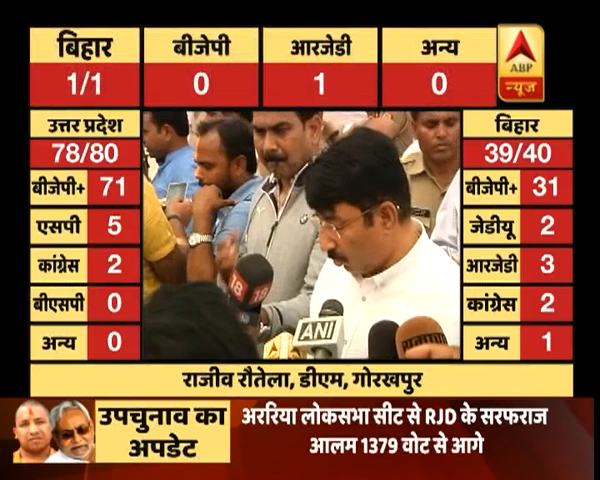 बिहार बीजेपी आरजेडी अन्य
1/1 0 1 0
ABP
न्यूज़
उत्तर प्रदेश
78/80
बीजेपी+ 71
एसपी 5
कांग्रेस 2
बीएसपी 0
अन्य 0
बिहार
39/40
बीजेपी+ 31
जेडीयू 2
आरजेडी 3
कांग्रेस 2
अन्य 1
18
18
ANI
राजीव रौतेला, डीएम, गोरखपुर
उपचुनाव का
अपडेट
अररिया लोकसभा सीट से RJD के सरफराज
आलम 1379 वोट से आगे